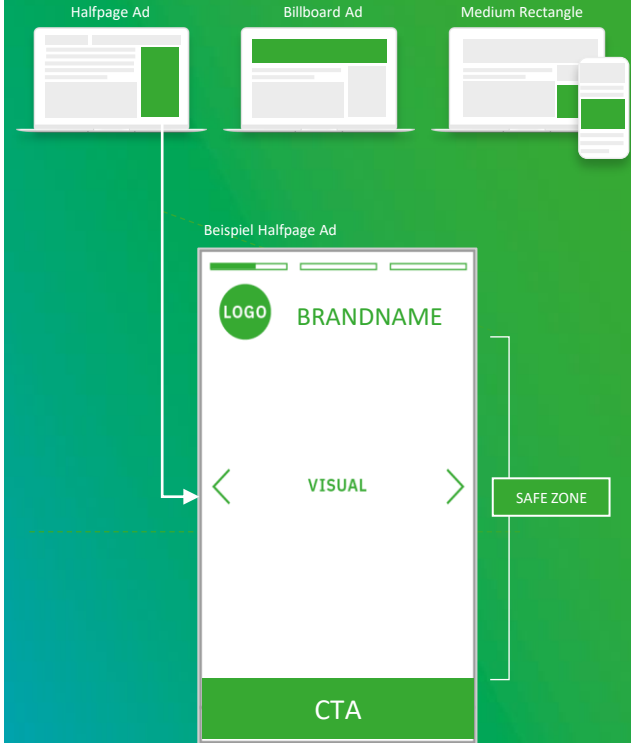 Halfpage Ad
Billboard Ad
Medium Rectangle
Beispiel Halfpage Ad
LOGO
BRANDNAME
VISUAL
SAFE ZONE
CTA